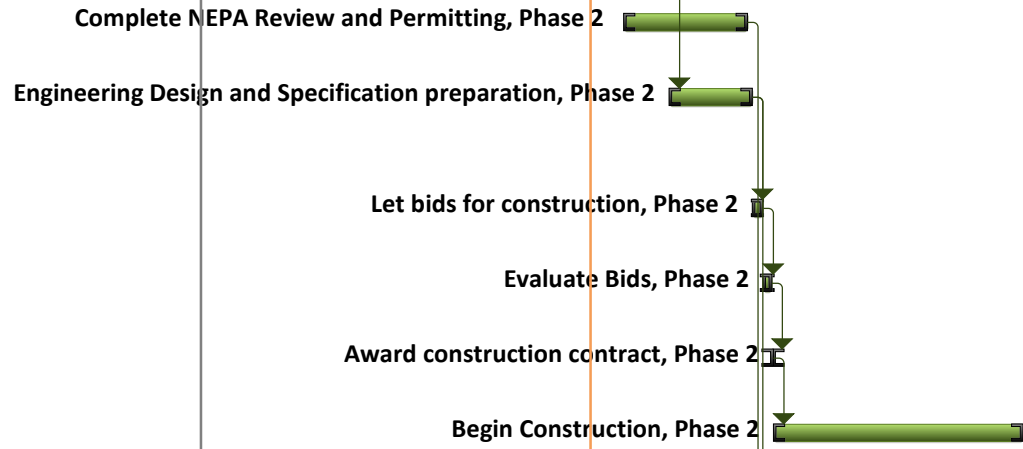 Complete NEPA Review and Permitting, Phase 2
Engineering Design and Specification preparation, Phase 2
Let bids for construction, Phase 2
Evaluate Bids, Phase 2
Award construction contract, Phase 2
Begin Construction, Phase 2